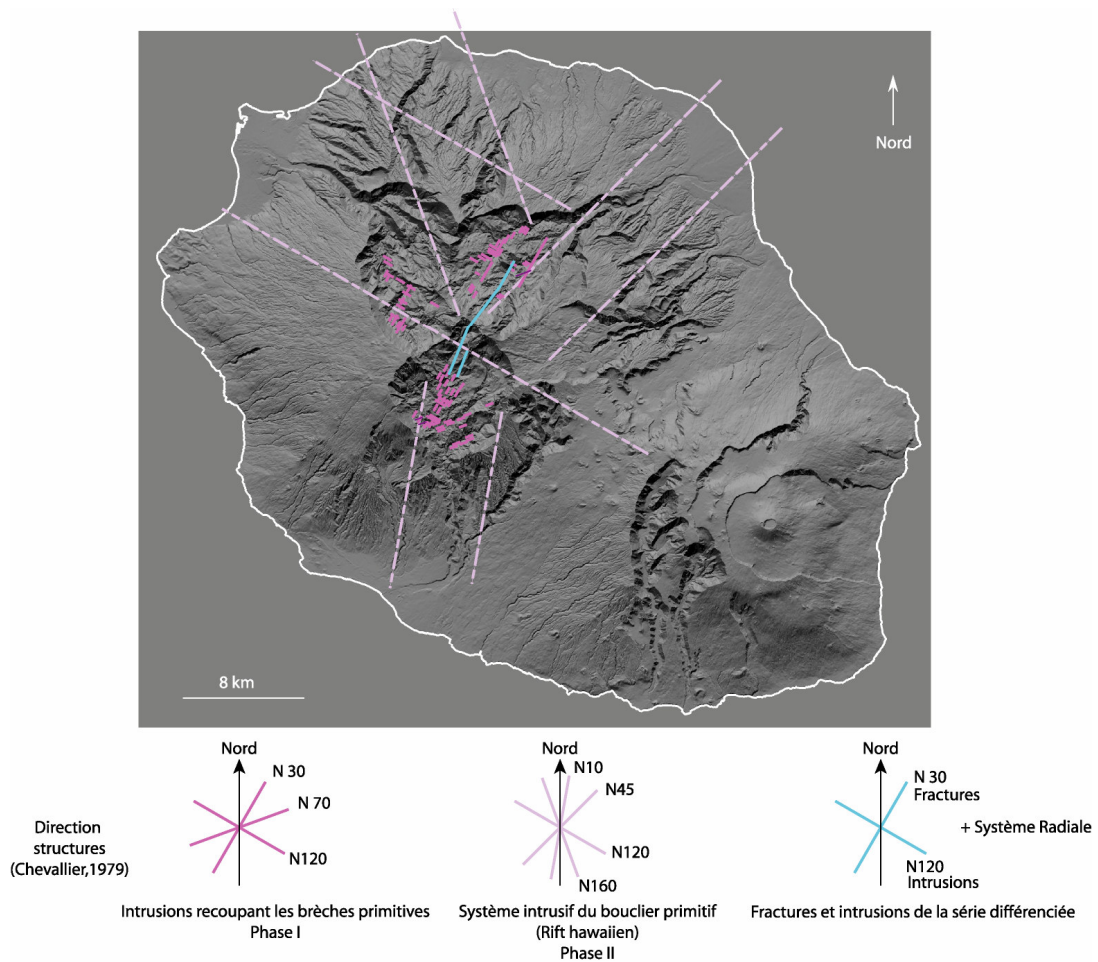 Nord
8 km
Nord
N 30
N 70
N120
Direction
structures
(Chevallier,1979)
Intrusions recoupant les brèches primitives
Phase I
Nord
N10
N45
N120
N160
Système intrusif du bouclier primitif
(Rift hawaiien)
Phase II
Nord
N 30
Fractures
+ Système Radiale
N120
Intrusions
Fractures et intrusions de la série différenciée